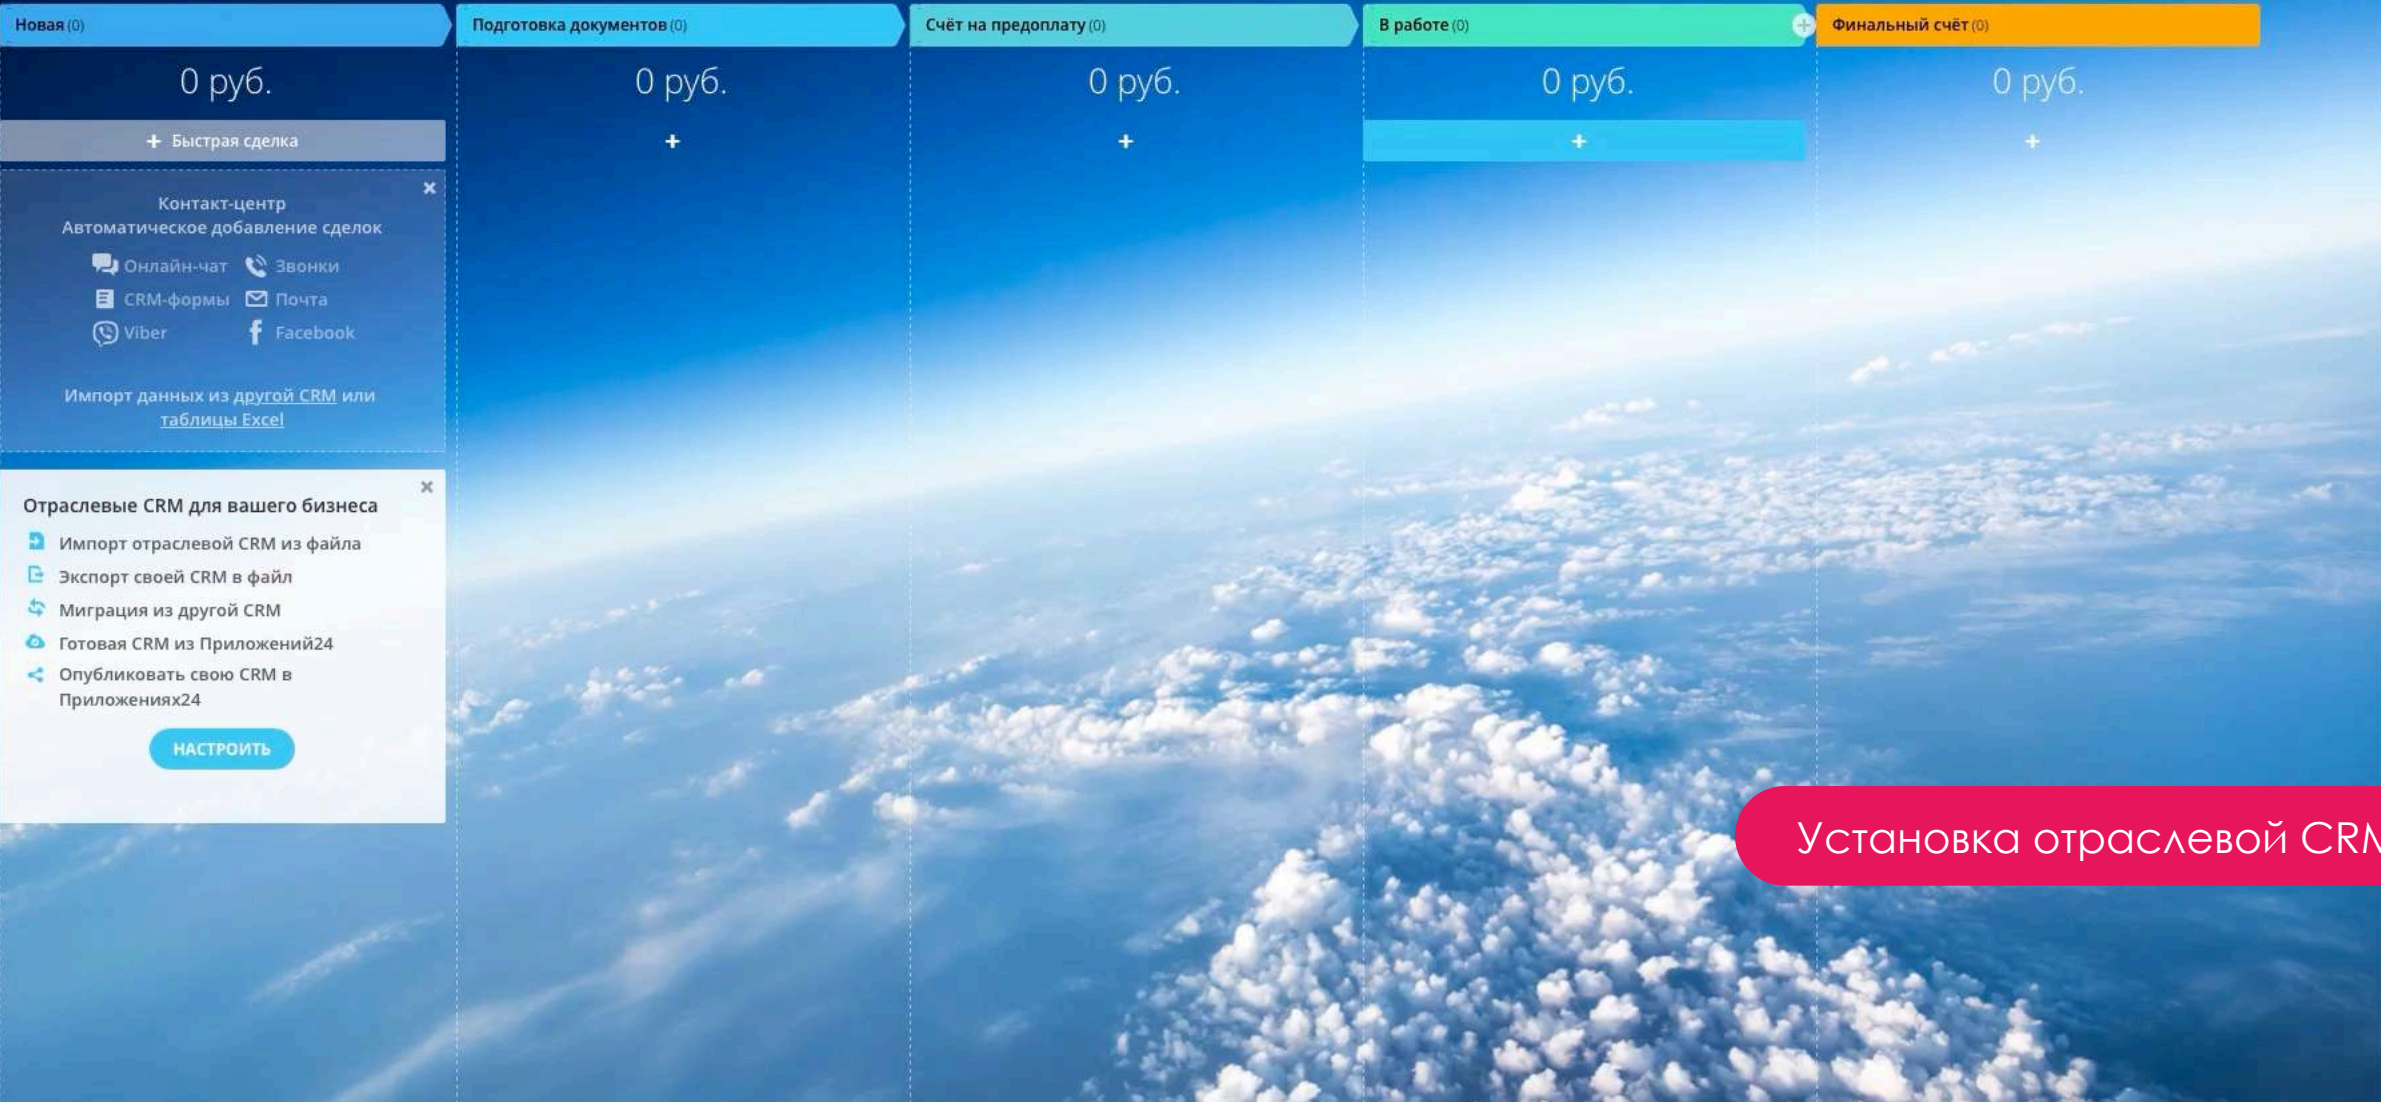 Новая (0)
Подготовка документов (0)
Счёт на предоплату (0)
В работе (0)
Финальный счёт (0)
0 руб.
0 руб.
0 руб.
0 руб.
0 руб.
+ Быстрая сделка
+
+
+
+
Контакт-центр
Автоматическое добавление сделок
Онлайн-чат
Звонки
CRM-формы
Почта
Viber
Facebook
Импорт данных из другой CRM или
таблицы Excel
Отраслевые CRM для вашего бизнеса
Импорт отраслевой CRM из файла
Экспорт своей CRM в файл
Миграция из другой CRM
Готовая CRM из Приложений24
Опубликовать свою CRM в
Приложениях24
НАСТРОИТЬ
Установка отраслевой CRM